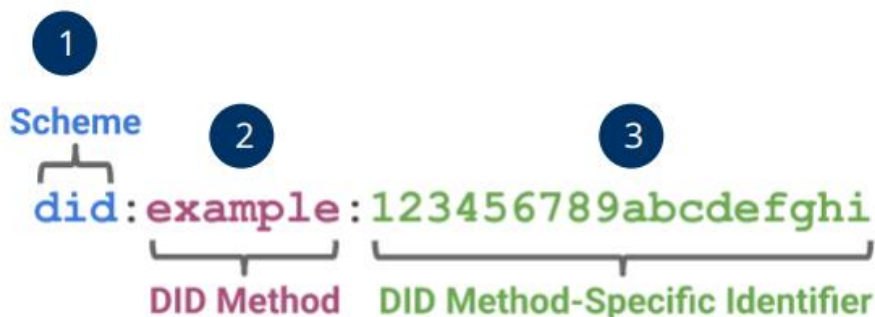 1
Scheme
2
3
did:example:123456789abcdefghi
DID Method
DID Method-Specific Identifier